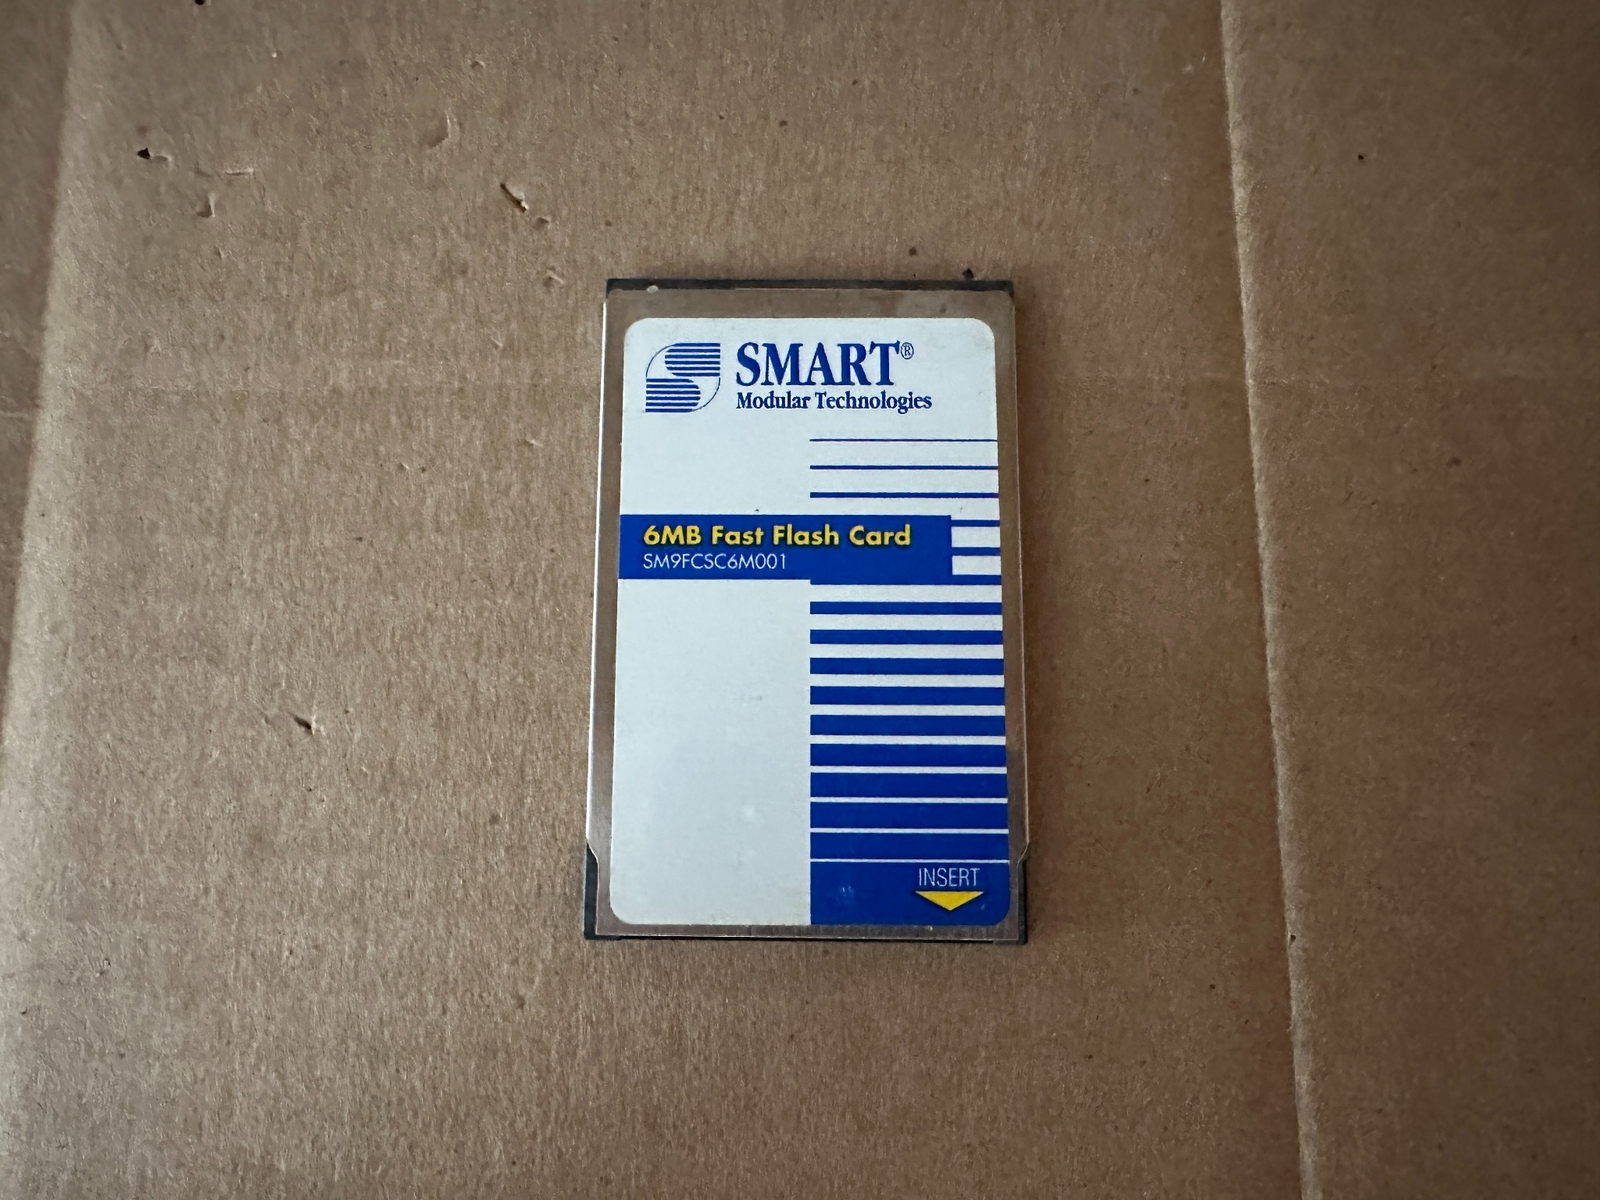 SMART®
Modular Technologies
6MB Fast Flash Card
SM9FCSC6M001
INSERT